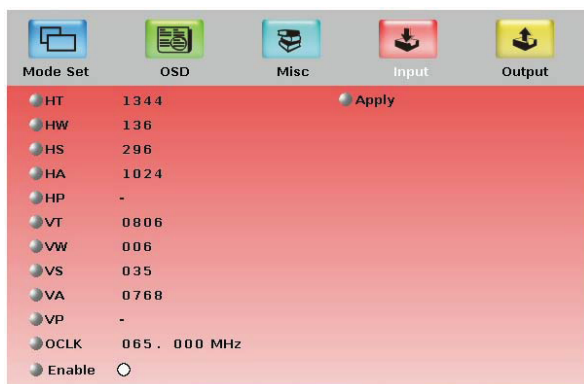 Mode Set OSD Misc Input Output
HT 1344 Apply
HW 136
HS 296
HA 1024
HP -
VT 0806
VW 006
VS 035
VA 0768
VP -
OCLK 065. 000 MHz
Enable